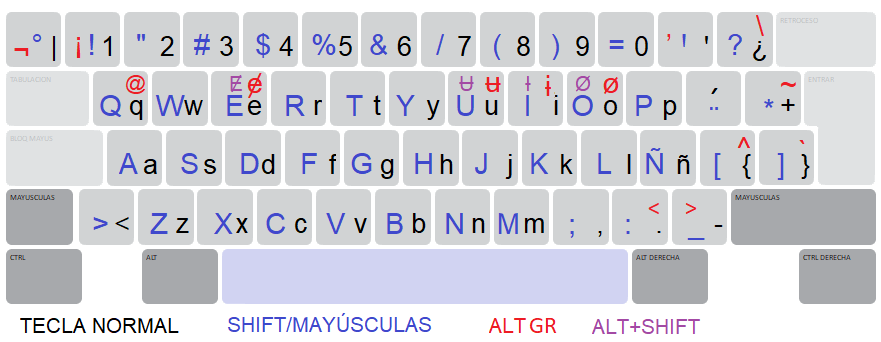 ¬ ° | ¡ ! 1 " 2 # 3 $ 4 % 5 & 6 / 7 ( 8 ) 9 = 0 ’ ' ' ? \ ¿ RETROCESO
TABULACION Q @ q W w E Ɇ ɇ e R r T t Y y U Ʉ ʉ u I Ɨ ɨ i O Ø ø o P p ¨ ´ * ~ + ENTRAR
BLOQ MAYUS A a S s D d F f G g H h J j K k L l Ñ ñ [ ^ { ] ` }
MAYUSCULAS > < Z z X x C c V v B b N n M m ; , : < . > _ - MAYUSCULAS
CTRL ALT ALT DERECHA CTRL DERECHA
TECLA NORMAL SHIFT/MAYÚSCULAS ALT GR ALT+SHIFT